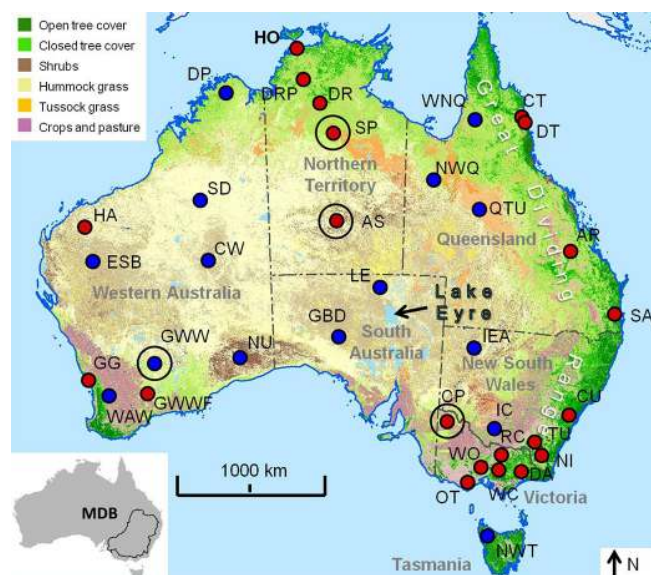 Open tree cover
Closed tree cover
Shrubs
Hummock grass
Tussock grass
Crops and pasture
HO
DP
DRP
DR
WNQ
CT
DT
SP
Northern
Territory
NWQ
SD
HA
AS
QTU
Queensland
Great Dividing Range
AR
ESB
CW
Western Australia
LE
Lake
Eyre
GBD
South
Australia
SA
GWW
NU
IEA
New South
Wales
GG
WAW
GWWF
CP
IC
RC
TU
CU
WO
NI
DA
OT
WC
Victoria
1000 km
MDB
Tasmania
NWT
N